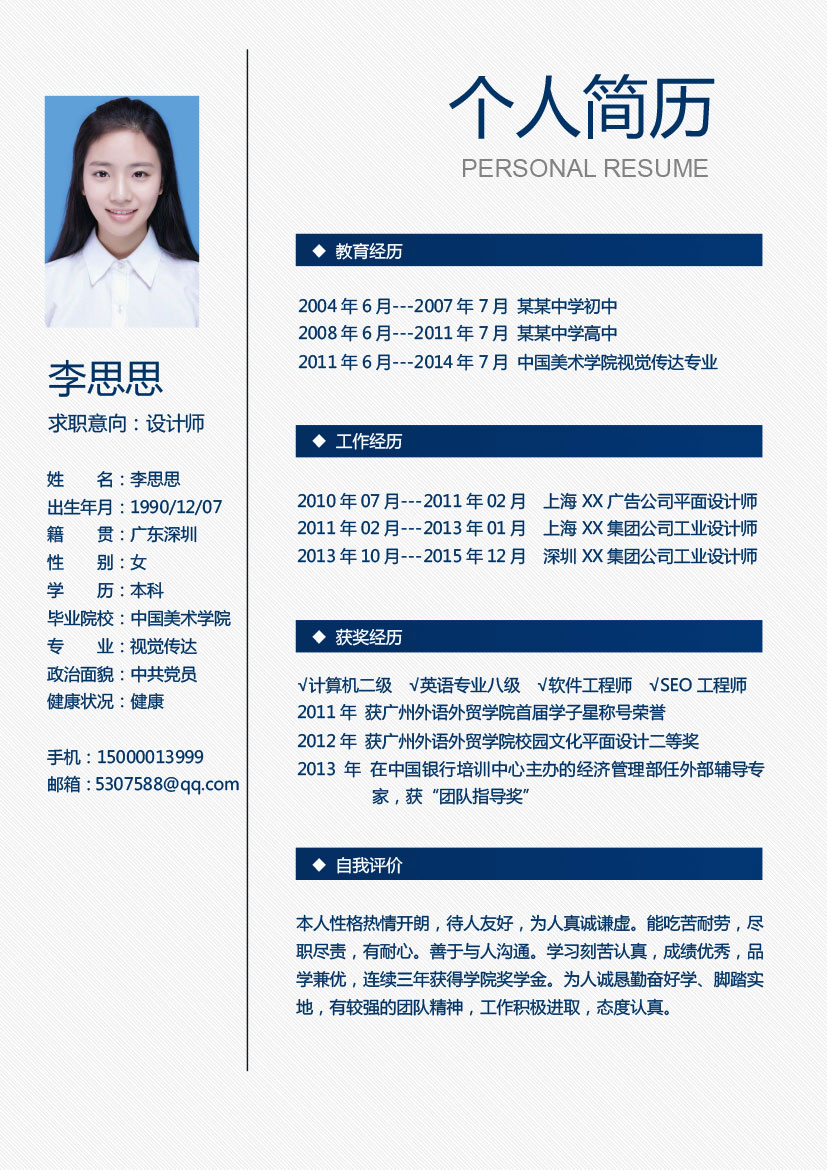 个人简历
PERSONAL RESUME
李思思
求职意向：设计师
姓　　名：李思思
出生年月：1990/12/07
籍　　贯：广东深圳
性　　别：女
学　　历：本科
毕业院校：中国美术学院
专　　业：视觉传达
政治面貌：中共党员
健康状况：健康
手机：15000013999
邮箱：5307588@qq.com
◆ 教育经历
2004 年 6 月---2007 年 7 月 某某中学初中
2008 年 6 月---2011 年 7 月 某某中学高中
2011 年 6 月---2014 年 7 月 中国美术学院视觉传达专业
◆ 工作经历
2010 年 07 月---2011 年 02 月　上海 XX 广告公司平面设计师
2011 年 02 月---2013 年 01 月　上海 XX 集团公司工业设计师
2013 年 10 月---2015 年 12 月　深圳 XX 集团公司工业设计师
◆ 获奖经历
√计算机二级　√英语专业八级　√软件工程师　√SEO 工程师
2011 年 获广州外语外贸学院首届学子星称号荣誉
2012 年 获广州外语外贸学院校园文化平面设计二等奖
2013 年 在中国银行培训中心主办的经济管理部任外部辅导专
家，获“团队指导奖”
◆ 自我评价
本人性格热情开朗，待人友好，为人真诚谦虚。能吃苦耐劳，尽
职尽责，有耐心。善于与人沟通。学习刻苦认真，成绩优秀，品
学兼优，连续三年获得学院奖学金。为人诚恳勤奋好学、脚踏实
地，有较强的团队精神，工作积极进取，态度认真。